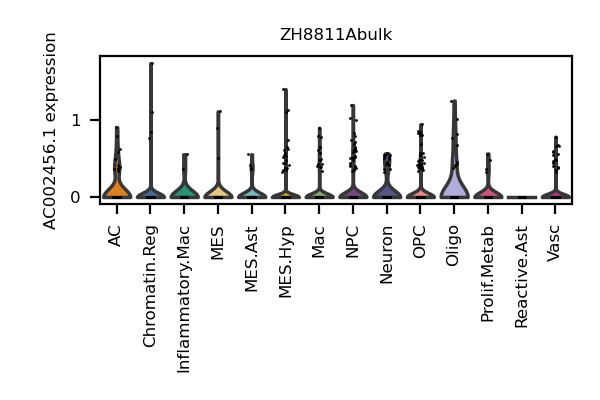 ZH8811Abulk
AC002456.1 expression
1
0
AC
Chromatin.Reg
Inflammatory.Mac
MES
MES.Ast
MES.Hyp
Mac
NPC
Neuron
OPC
Oligo
Prolif.Metab
Reactive.Ast
Vasc